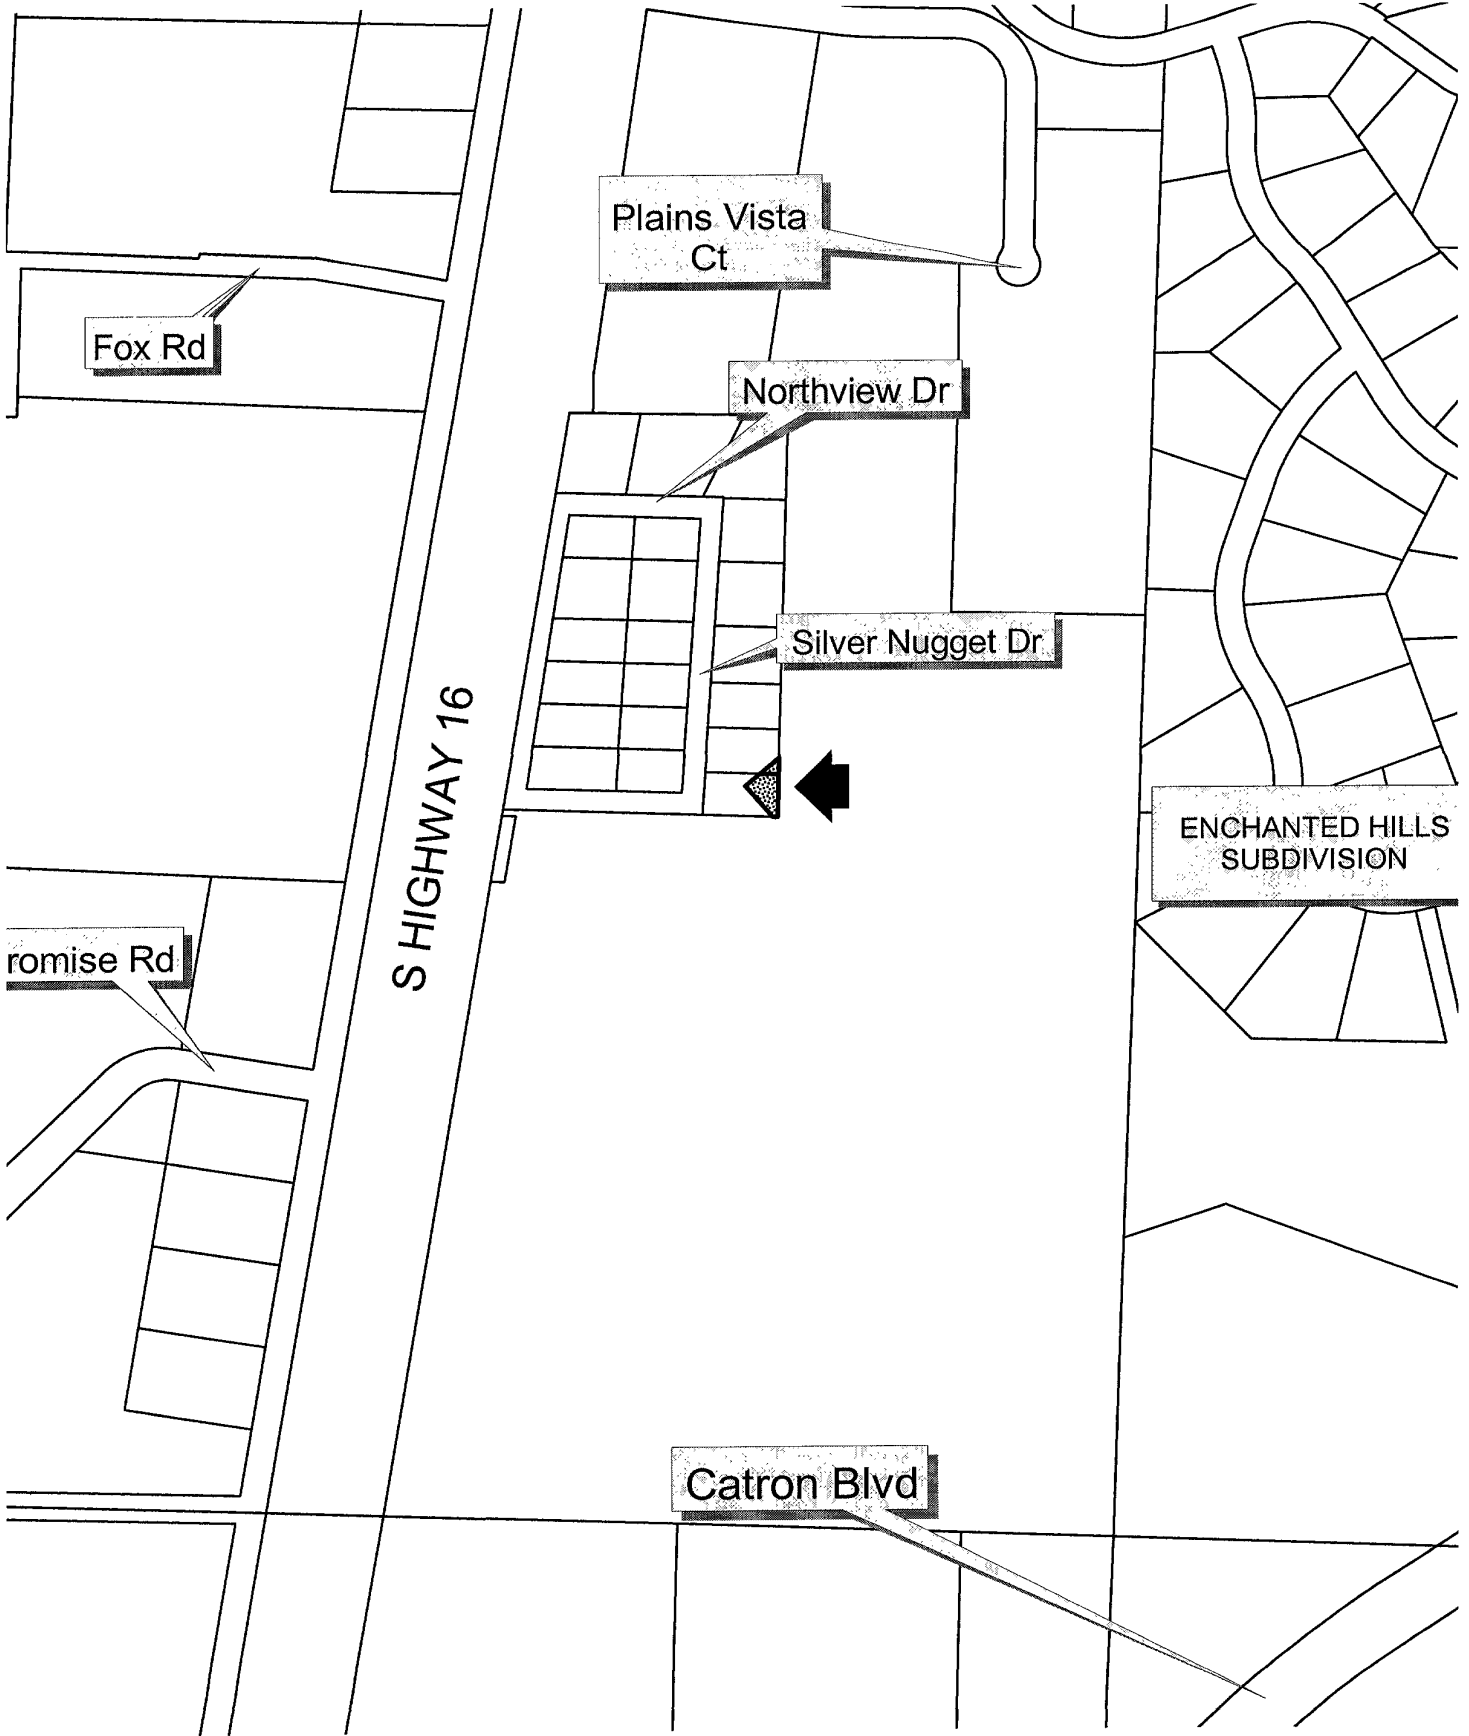 Plains Vista
Ct
Fox Rd
Northview Dr
Silver Nugget Dr
S HIGHWAY 16
ENCHANTED HILLS
SUBDIVISION
romise Rd
Catron Blvd